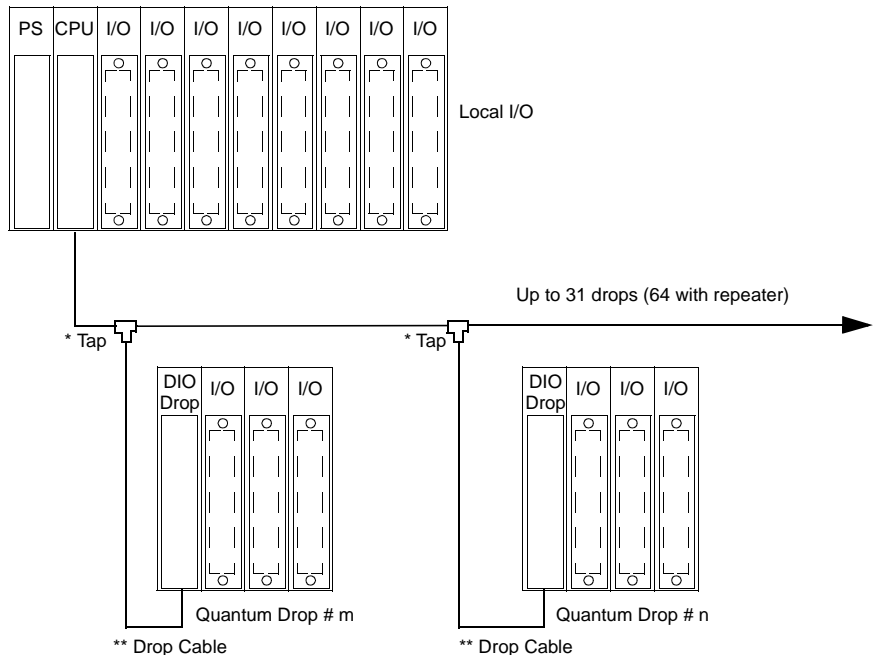 PS CPU I/O I/O I/O I/O I/O I/O I/O I/O
Local I/O
Up to 31 drops (64 with repeater)
* Tap
* Tap
DIO Drop I/O I/O I/O
DIO Drop I/O I/O I/O
Quantum Drop # m
Quantum Drop # n
** Drop Cable
** Drop Cable